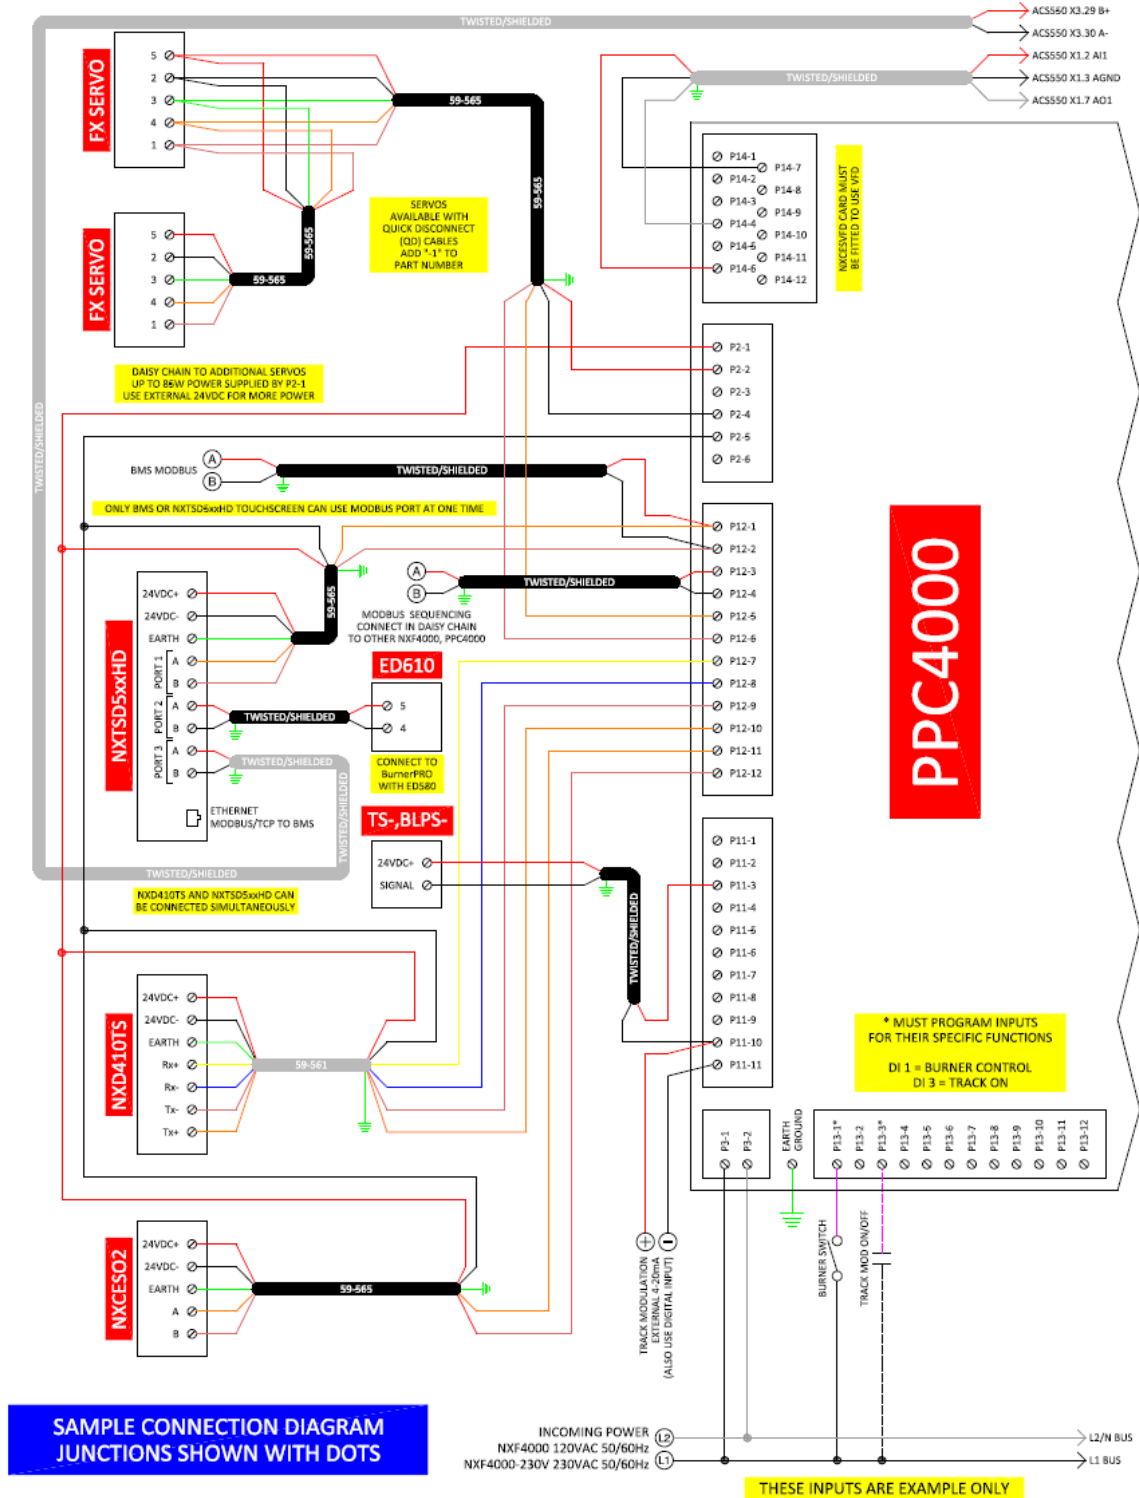 TWISTED/SHIELDED
ACS550 X3.29 B+
ACS550 X3.30 A-
ACS550 X1.2 AI1
TWISTED/SHIELDED
ACS550 X1.3 AGND
ACS550 X1.7 AO1
FX SERVO
5
2
3
4
1
59-565
59-565
FX SERVO
5
2
3
4
1
59-565
59-565
SERVOS
AVAILABLE WITH
QUICK DISCONNECT
(QD) CABLES
ADD "-1" TO
PART NUMBER
P14-1
P14-2
P14-3
P14-4
P14-5
P14-6
P14-7
P14-8
P14-9
P14-10
P14-11
P14-12
NXCESVFD CARD MUST
BE FITTED TO USE VFD
DAISY CHAIN TO ADDITIONAL SERVOS
UP TO 86W POWER SUPPLIED BY P2-1
USE EXTERNAL 24VDC FOR MORE POWER
P2-1
P2-2
P2-3
P2-4
P2-5
P2-6
TWISTED/SHIELDED
BMS MODBUS
A
B
TWISTED/SHIELDED
ONLY BMS OR NXTSD5xxHD TOUCHSCREEN CAN USE MODBUS PORT AT ONE TIME
P12-1
P12-2
P12-3
P12-4
P12-5
P12-6
P12-7
P12-8
P12-9
P12-10
P12-11
P12-12
PPC4000
A
B
TWISTED/SHIELDED
MODBUS SEQUENCING
CONNECT IN DAISY CHAIN
TO OTHER NXF4000, PPC4000
NXTSD5xxHD
24VDC+
24VDC-
EARTH
PORT 1
A
B
PORT 2
A
B
PORT 3
A
B
ETHERNET
MODBUS/TCP TO BMS
59-565
ED610
5
4
TWISTED/SHIELDED
CONNECT TO
BurnerPRO
WITH ED580
TWISTED/SHIELDED
TWISTED/SHIELDED
TWISTED/SHIELDED
TS-,BLPS-
24VDC+
SIGNAL
TWISTED/SHIELDED
NXD410TS AND NXTSD5xxHD CAN
BE CONNECTED SIMULTANEOUSLY
P11-1
P11-2
P11-3
P11-4
P11-5
P11-6
P11-7
P11-8
P11-9
P11-10
P11-11
* MUST PROGRAM INPUTS
FOR THEIR SPECIFIC FUNCTIONS
DI 1 = BURNER CONTROL
DI 3 = TRACK ON
NXD410TS
24VDC+
24VDC-
EARTH
Rx+
Rx-
Tx-
Tx+
59-561
P3-1
P3-2
EARTH
GROUND
P13-1*
P13-2
P13-3*
P13-4
P13-5
P13-6
P13-7
P13-8
P13-9
P13-10
P13-11
P13-12
NXCESO2
24VDC+
24VDC-
EARTH
A
B
59-565
TRACK MODULATION
EXTERNAL 4-20mA
(ALSO USE DIGITAL INPUT)
BURNER SWITCH
TRACK MOD ON/OFF
SAMPLE CONNECTION DIAGRAM
JUNCTIONS SHOWN WITH DOTS
INCOMING POWER
NXF4000 120VAC 50/60Hz
NXF4000-230V 230VAC 50/60Hz
L2
L1
L2/N BUS
L1 BUS
THESE INPUTS ARE EXAMPLE ONLY